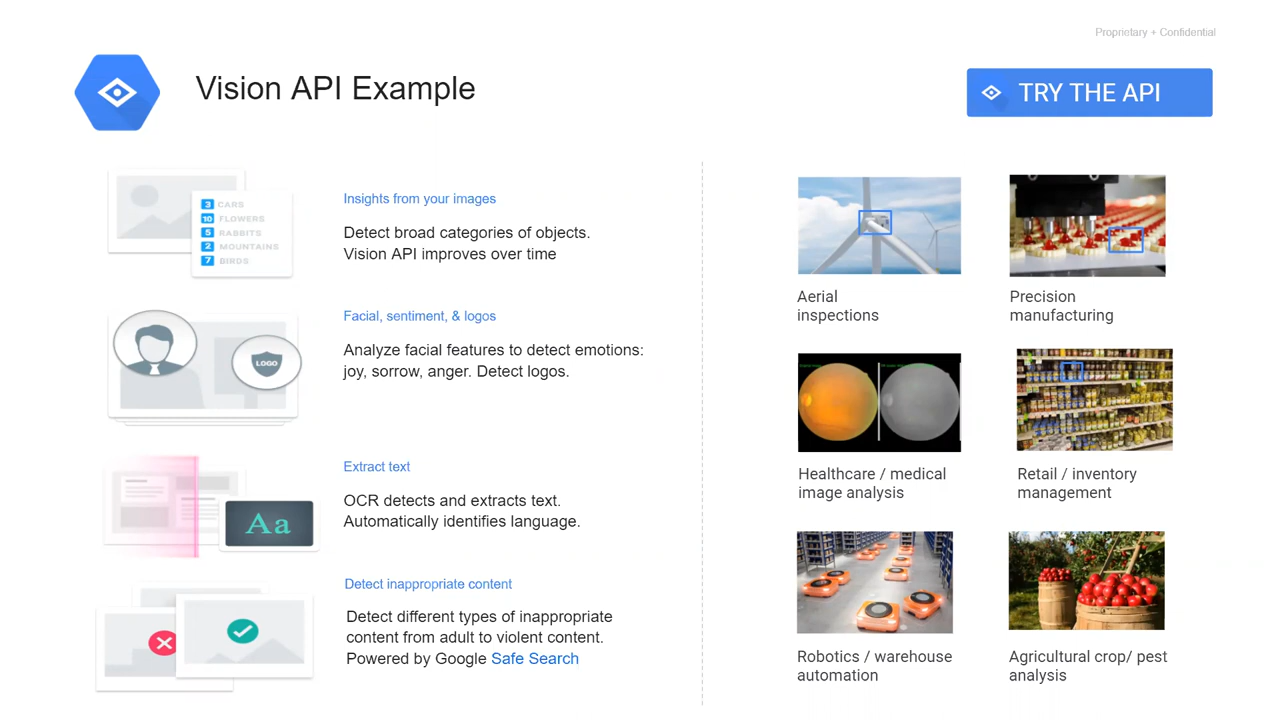 Proprietary + Confidential
Vision API Example
TRY THE API
3 CARS
10 FLOWERS
5 RABBITS
2 MOUNTAINS
7 BIRDS
Insights from your images
Detect broad categories of objects.
Vision API improves over time
LOGO
Facial, sentiment, & logos
Analyze facial features to detect emotions:
joy, sorrow, anger. Detect logos.
Aa
Extract text
OCR detects and extracts text.
Automatically identifies language.
Detect inappropriate content
Detect different types of inappropriate
content from adult to violent content.
Powered by Google Safe Search
Aerial
inspections
Precision
manufacturing
Healthcare / medical
image analysis
Retail / inventory
management
Robotics / warehouse
automation
Agricultural crop/ pest
analysis